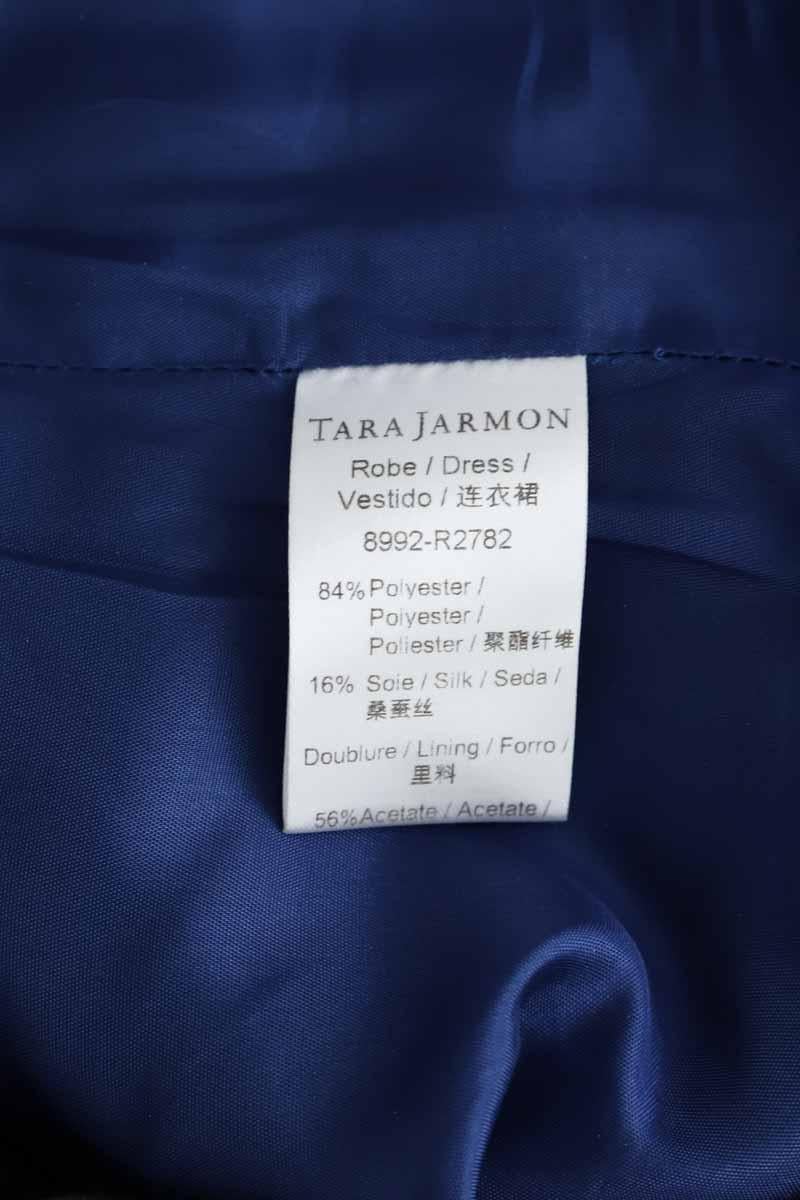 TARA JARMON
Robe / Dress /
Vestido / 连衣裙
8992-R2782
84% Polyester /
Polyester /
Poliester / 聚酯纤维
16% Soie / Silk / Seda /
桑蚕丝
Doublure / Lining / Forro /
里料
56% Acetate / Acetate /